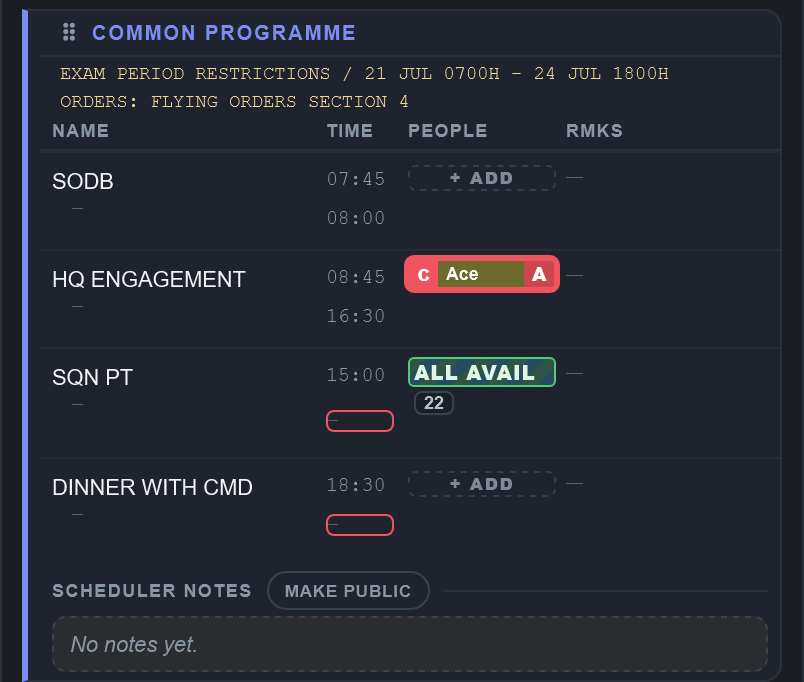 COMMON PROGRAMME
EXAM PERIOD RESTRICTIONS / 21 JUL 0700H – 24 JUL 1800H
ORDERS: FLYING ORDERS SECTION 4
NAME TIME PEOPLE RMKS
SODB 07:45 + ADD —
— 08:00
HQ ENGAGEMENT 08:45 C Ace A —
— 16:30
SQN PT 15:00 ALL AVAIL —
— — 22
DINNER WITH CMD 18:30 + ADD —
— —
SCHEDULER NOTES MAKE PUBLIC
No notes yet.